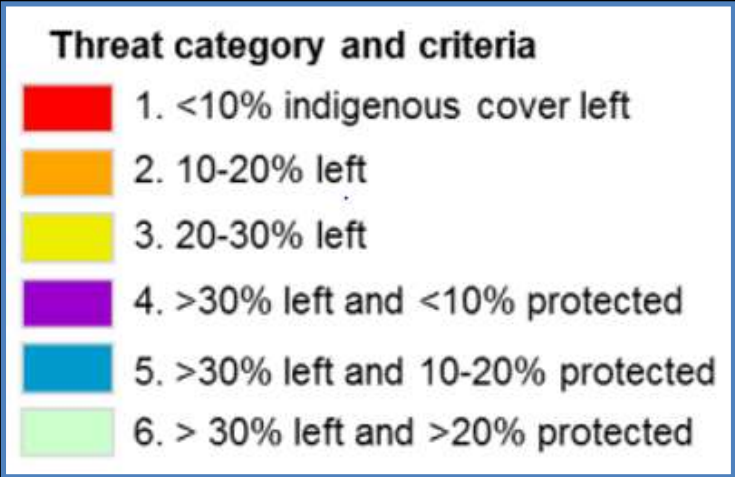 Threat category and criteria
1. <10% indigenous cover left
2. 10-20% left
3. 20-30% left
4. >30% left and <10% protected
5. >30% left and 10-20% protected
6. > 30% left and >20% protected